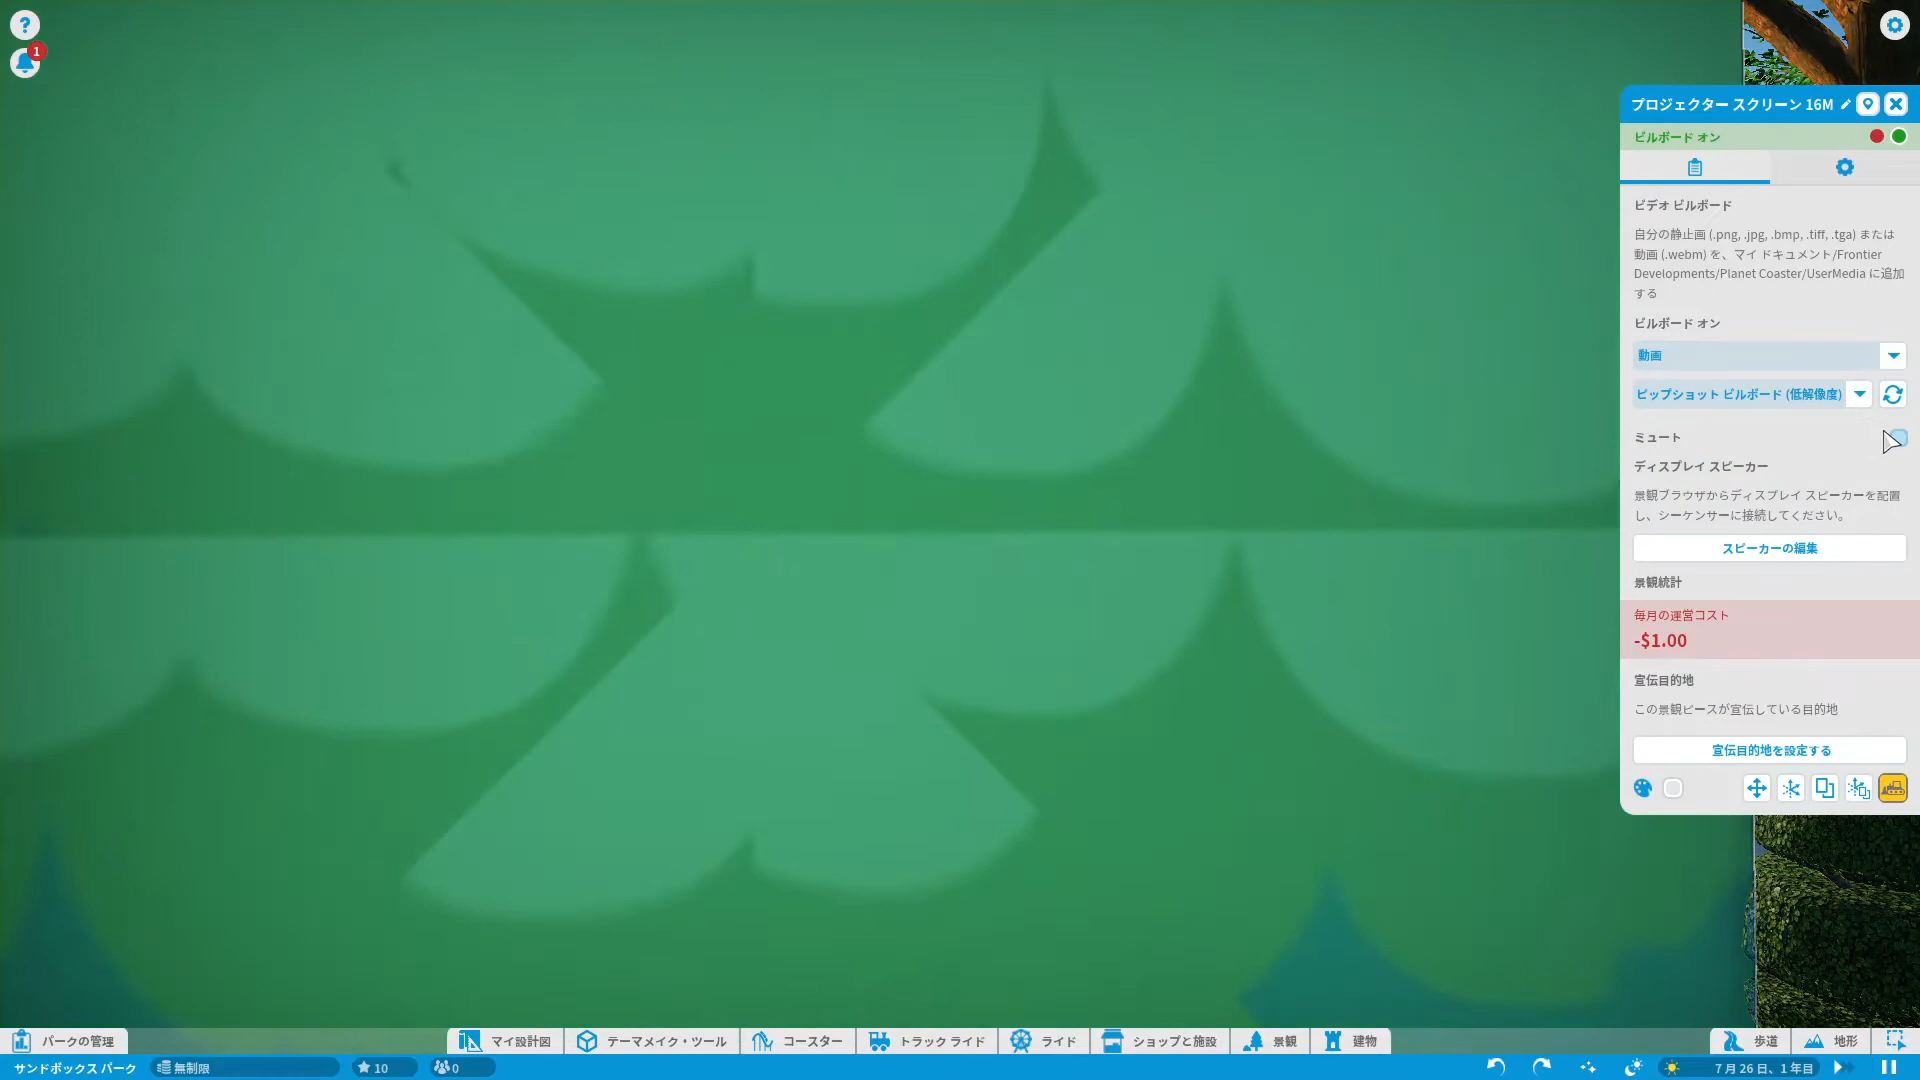 ?
1
プロジェクター スクリーン 16M
ビルボード オン
ビデオ ビルボード
自分の静止画 (.png, .jpg, .bmp, .tiff, .tga) または
動画 (.webm) を、マイ ドキュメント/Frontier
Developments/Planet Coaster/UserMedia に追加
する
ビルボード オン
動画
ピップショット ビルボード (低解像度)
ミュート
ディスプレイ スピーカー
景観ブラウザからディスプレイ スピーカーを配置
し、シーケンサーに接続してください。
スピーカーの編集
景観統計
毎月の運営コスト
-$1.00
宣伝目的地
この景観ピースが宣伝している目的地
宣伝目的地を設定する
パークの管理
マイ設計図
テーマメイク・ツール
コースター
トラック ライド
ライド
ショップと施設
景観
建物
歩道
地形
サンドボックス パーク
無制限
10
0
7 月 26 日、1 年目